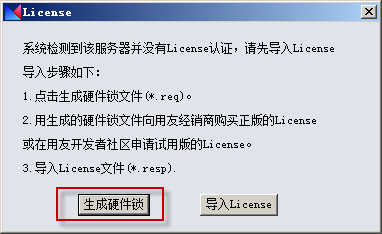 License
系统检测到该服务器并没有License认证，请先导入License
导入步骤如下：
1.点击生成硬件锁文件(*.req)。
2.用生成的硬件锁文件向用友经销商购买正版的License
或在用友开发者社区申请试用版的License。
3.导入License文件(*.resp).
生成硬件锁
导入License